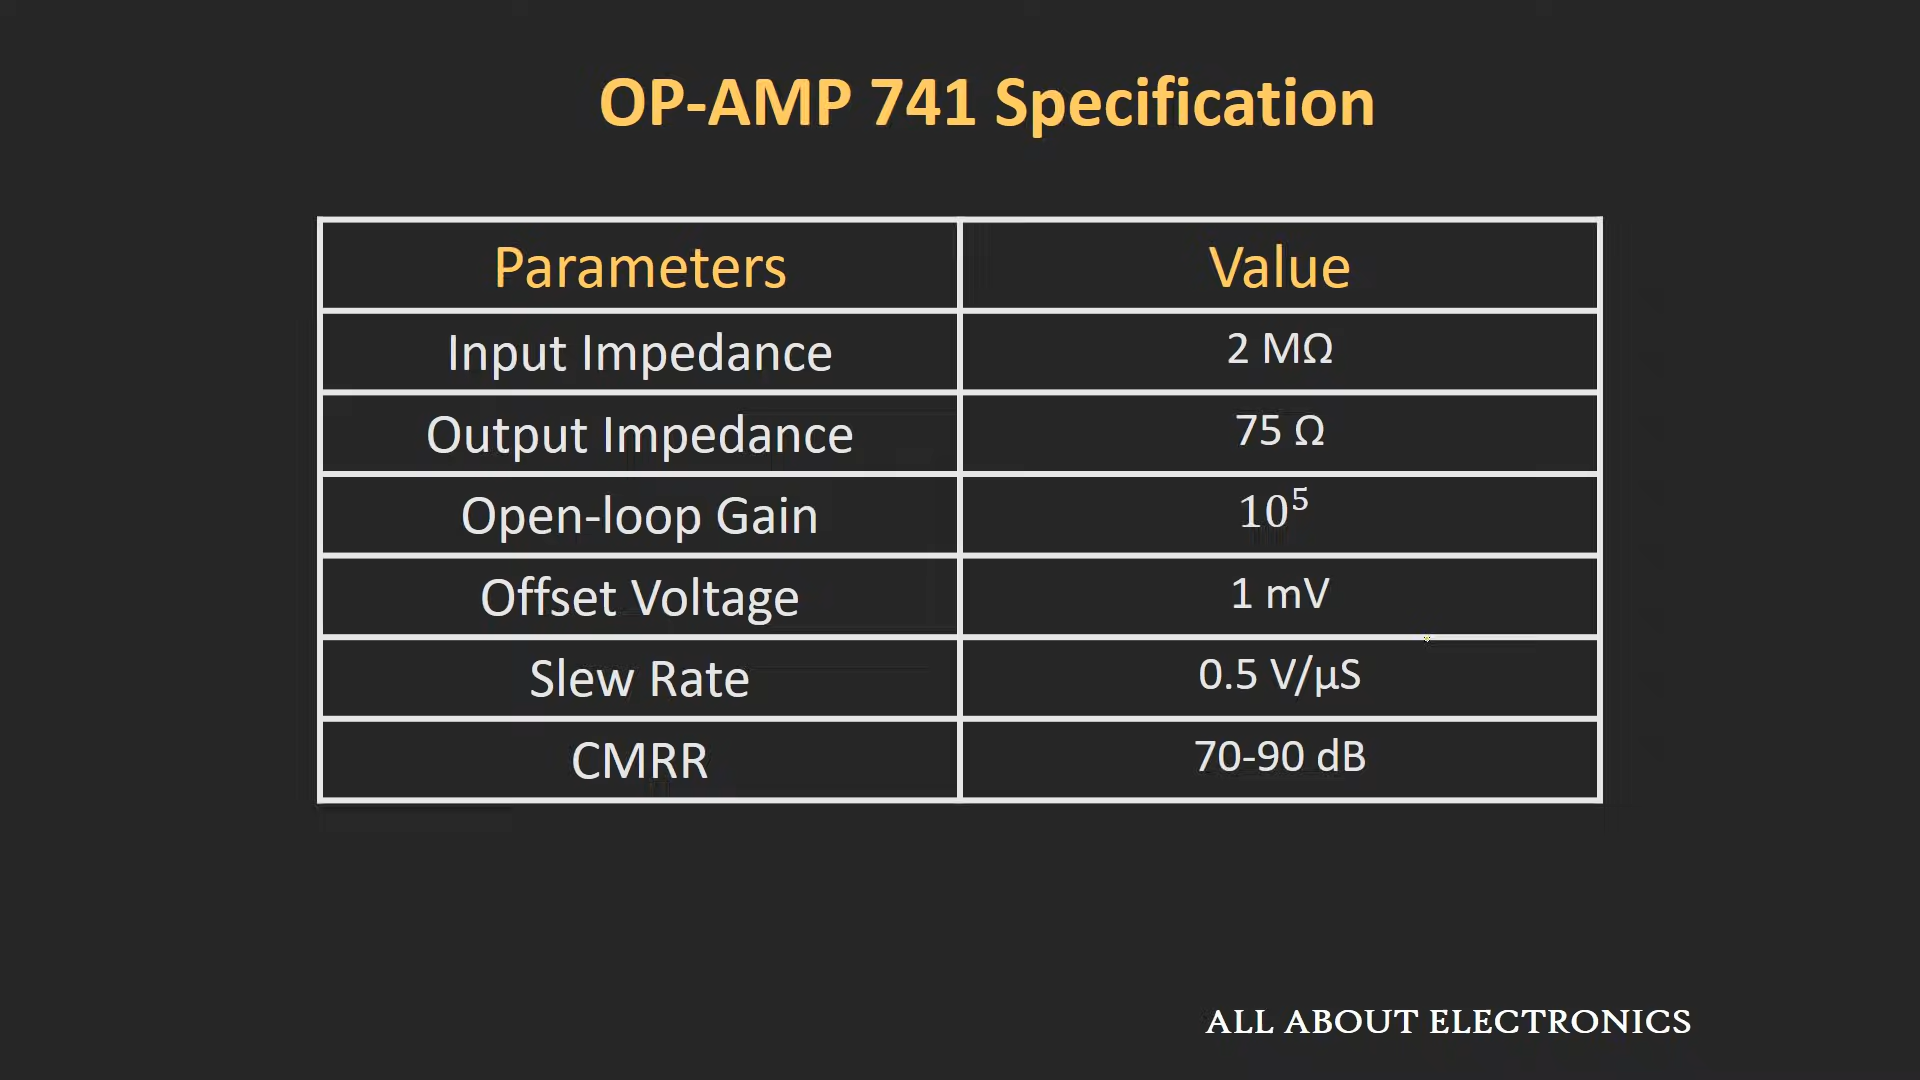 OP-AMP 741 Specification
Parameters Value
Input Impedance 2 MΩ
Output Impedance 75 Ω
Open-loop Gain 10⁵
Offset Voltage 1 mV
Slew Rate 0.5 V/µS
CMRR 70-90 dB
ALL ABOUT ELECTRONICS